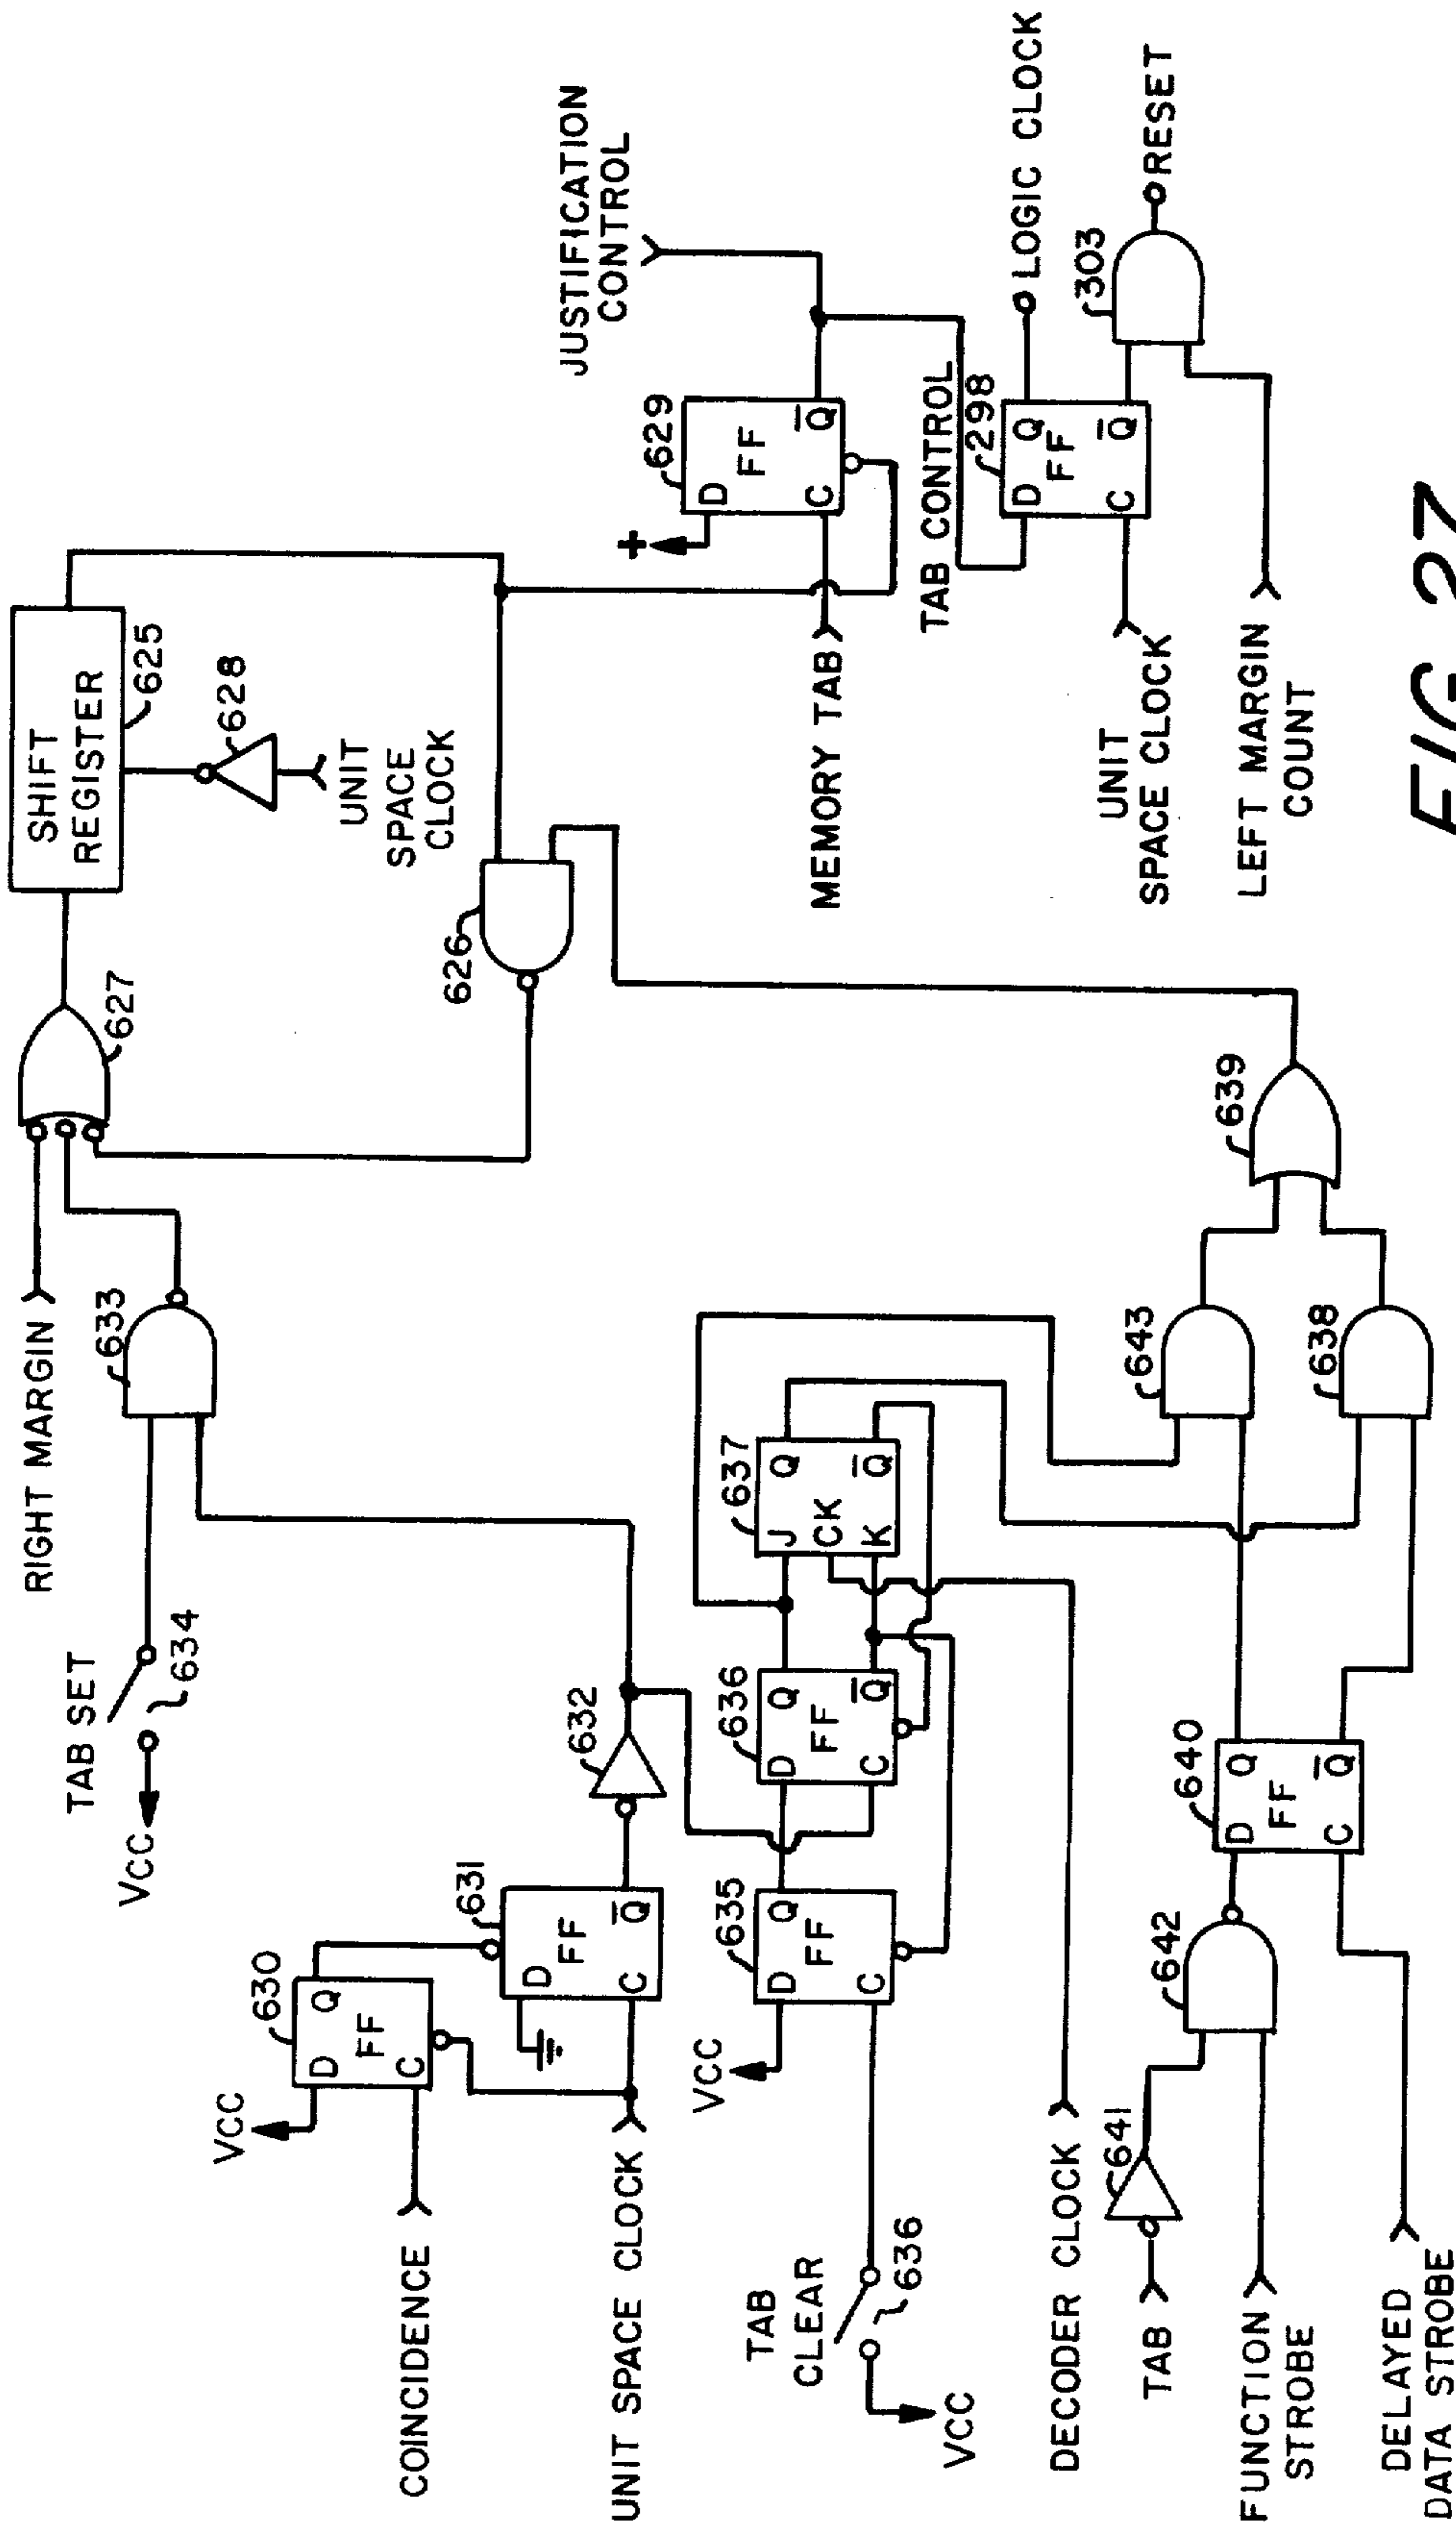 RIGHT MARGIN
SHIFT
REGISTER
625
627
633
TAB SET
634
VCC
628
UNIT
SPACE
CLOCK
VCC
630
D Q
FF
C
COINCIDENCE
631
D
FF
C Q
626
632
UNIT SPACE CLOCK
JUSTIFICATION
CONTROL
+
629
D
FF
C Q
VCC
635
D Q
FF
C
636
D Q
FF
C Q
637
J Q
CK
K Q
MEMORY TAB
TAB
CLEAR
636
VCC
TAB CONTROL
298
D Q
FF
C Q
LOGIC CLOCK
DECODER CLOCK
303
RESET
UNIT
SPACE CLOCK
641
TAB
642
643
639
640
D Q
FF
C Q
FUNCTION
STROBE
638
LEFT MARGIN
COUNT
DELAYED
DATA STROBE
FIG. 27